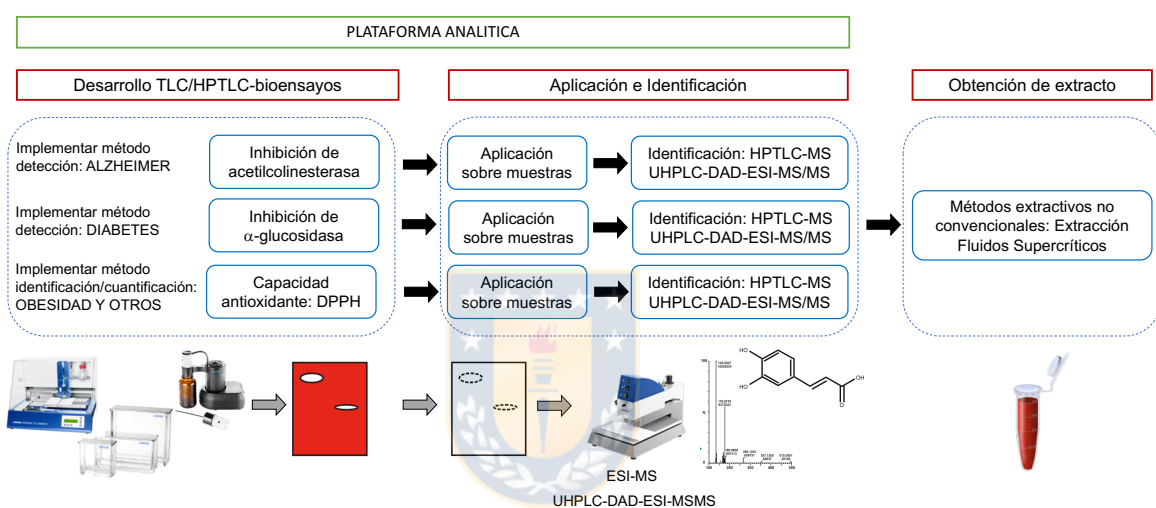 PLATAFORMA ANALITICA
Desarrollo TLC/HPTLC-bioensayos
Aplicación e Identificación
Obtención de extracto
Implementar método
detección: ALZHEIMER
Inhibición de
acetilcolinesterasa
Aplicación
sobre muestras
Identificación: HPTLC-MS
UHPLC-DAD-ESI-MS/MS
Implementar método
detección: DIABETES
Inhibición de
α-glucosidasa
Aplicación
sobre muestras
Identificación: HPTLC-MS
UHPLC-DAD-ESI-MS/MS
Métodos extractivos no
convencionales: Extracción
Fluidos Supercríticos
Implementar método
identificación/cuantificación:
OBESIDAD Y OTROS
Capacidad
antioxidante: DPPH
Aplicación
sobre muestras
Identificación: HPTLC-MS
UHPLC-DAD-ESI-MS/MS
HO
HO
OH
O
ESI-MS
UHPLC-DAD-ESI-MSMS